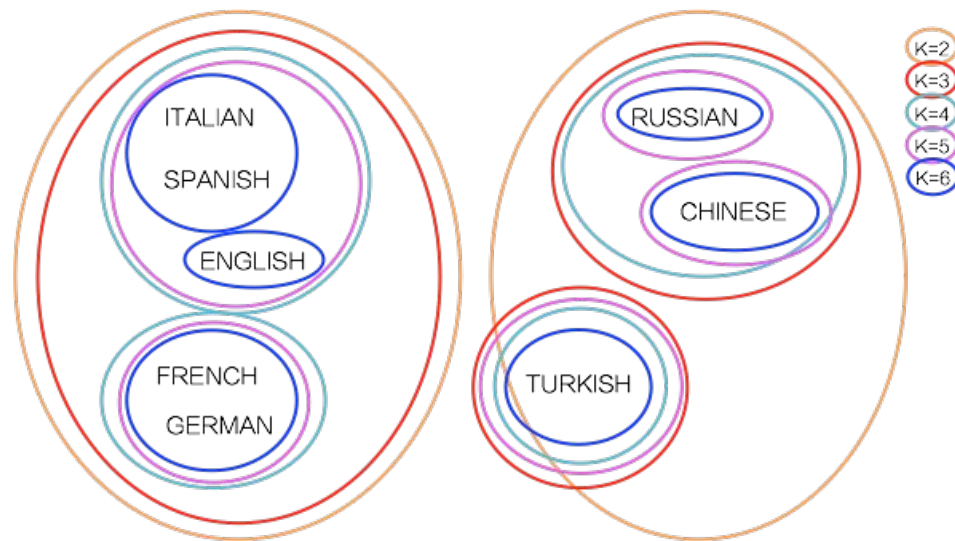 ITALIAN
SPANISH
ENGLISH
FRENCH
GERMAN
RUSSIAN
CHINESE
TURKISH
K=2
K=3
K=4
K=5
K=6